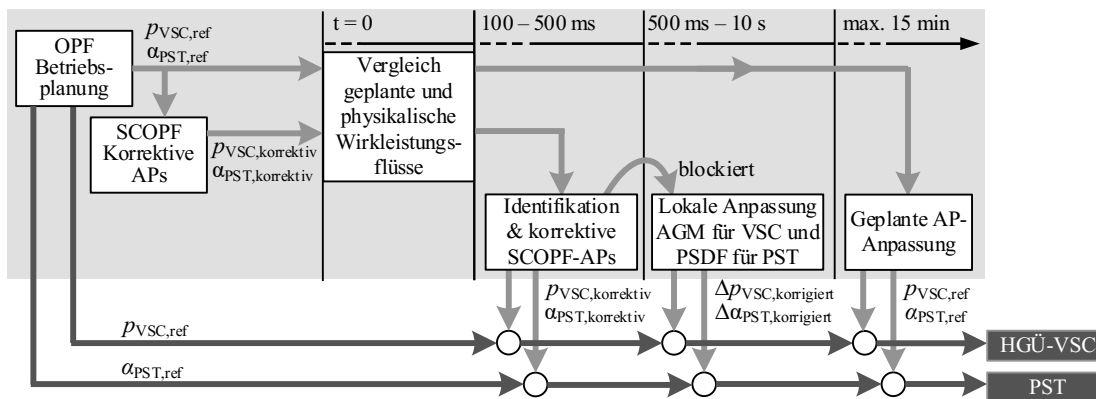 t = 0
100 – 500 ms
500 ms – 10 s
max. 15 min
OPF
Betriebs-
planung
pVSC,ref
αPST,ref
SCOPF
Korrektive
APs
pVSC,korrektiv
αPST,korrektiv
Vergleich
geplante und
physikalische
Wirkleistungs-
flüsse
blockiert
Identifikation
& korrektive
SCOPF-APs
Lokale Anpassung
AGM für VSC und
PSDF für PST
Geplante AP-
Anpassung
pVSC,korrektiv
αPST,korrektiv
ΔpVSC,korrigiert
ΔαPST,korrigiert
pVSC,ref
αPST,ref
pVSC,ref
HGÜ-VSC
αPST,ref
PST